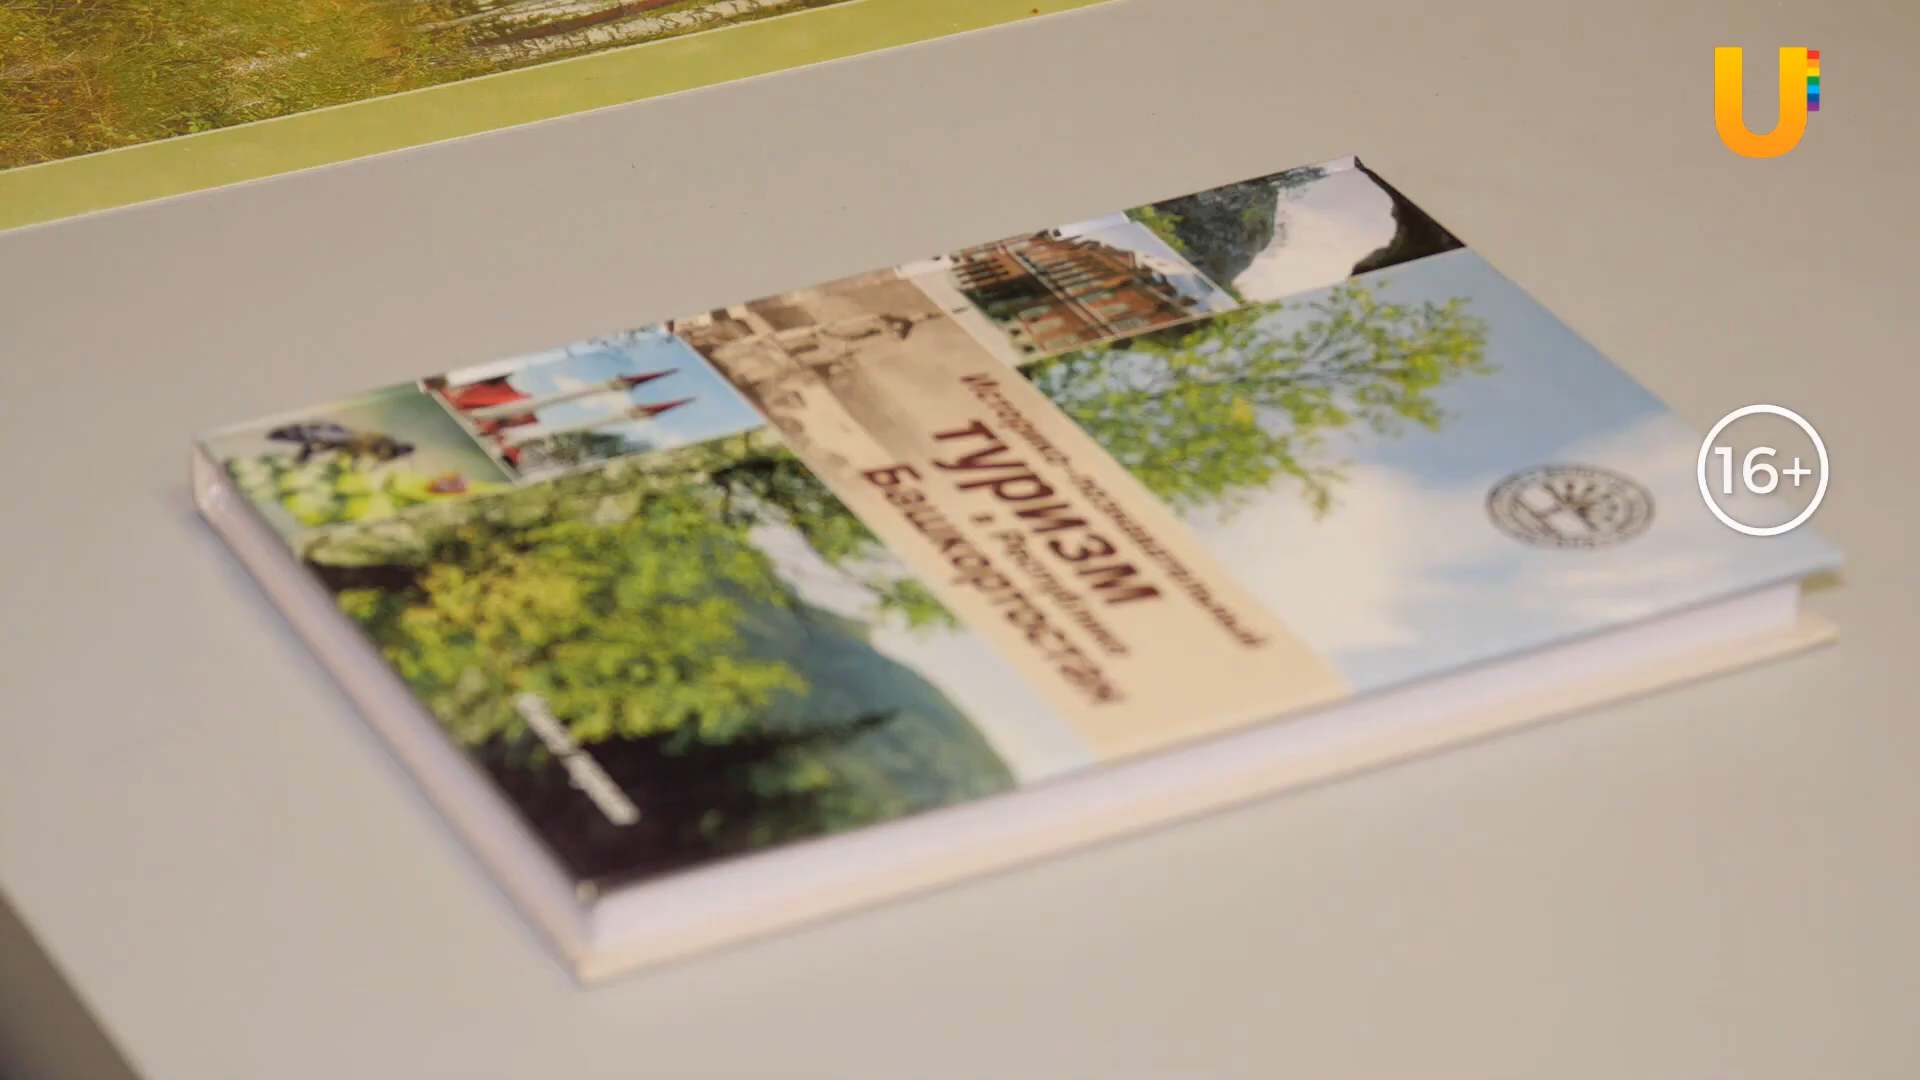 U
Историко-познавательный
туризм
в Республике
Башкортостан
16+